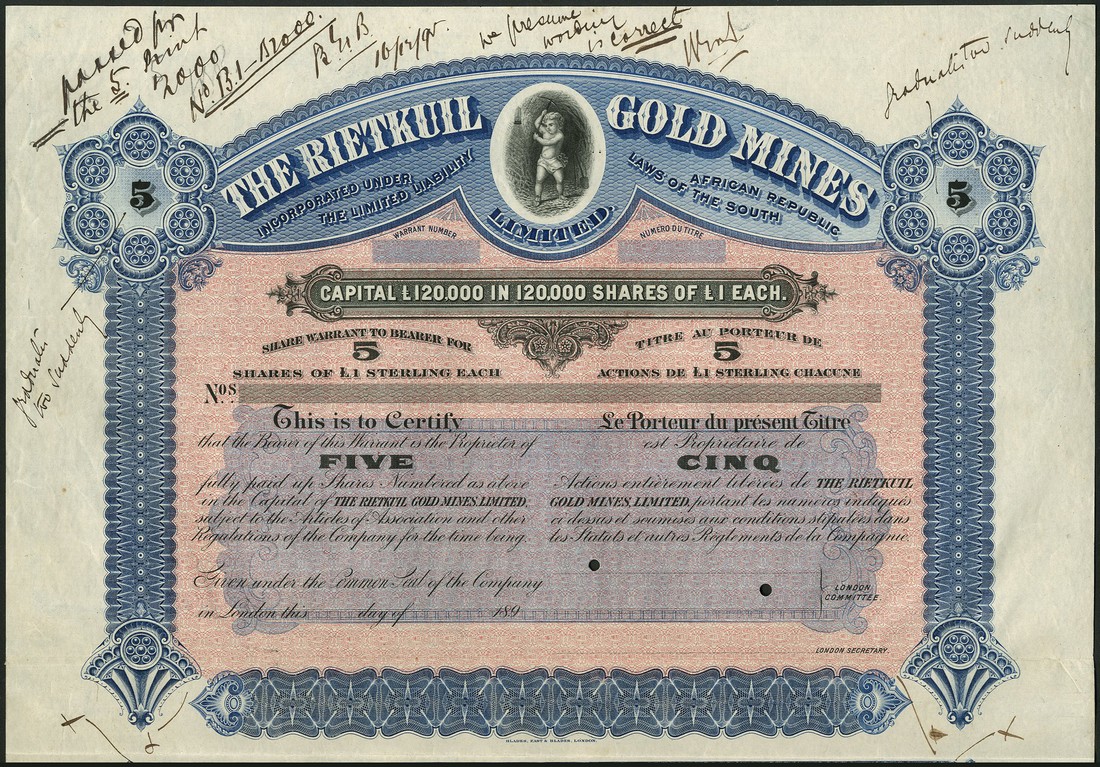 passed for
the 5. print
2000
No. B.1 - B2000.
16/12/95
we presume
wording
is correct
graduation suddenly
THE RIETKUIL GOLD MINES
LIMITED.
INCORPORATED UNDER
THE LIMITED LIABILITY
LAWS OF THE SOUTH
AFRICAN REPUBLIC.
5
5
WARRANT NUMBER
NUMÉRO DU TITRE
CAPITAL £120,000 IN 120,000 SHARES OF £1 EACH.
SHARE WARRANT TO BEARER FOR
5
SHARES OF £1 STERLING EACH
TITRE AU PORTEUR DE
5
ACTIONS DE £1 STERLING CHACUNE
too suddenly
Nos.
This is to Certify
that the Bearer of this Warrant is the Proprietor of
FIVE
fully paid up Shares Numbered as above
in the Capital of THE RIETKUIL GOLD MINES, LIMITED,
subject to the Articles of Association and other
Regulations of the Company for the time being.
Le Porteur du présent Titre
est Propriétaire de
CINQ
Actions entièrement libérées de THE RIETKUIL
GOLD MINES, LIMITED, portant les numéros indiqués
ci dessus et soumises aux conditions stipulées dans
les Statuts et autres Règlements de la Compagnie.
Given under the Common Seal of the Company
in London this day of 189
LONDON
COMMITTEE.
LONDON SECRETARY.
BLADES, EAST & BLADES, LONDON.